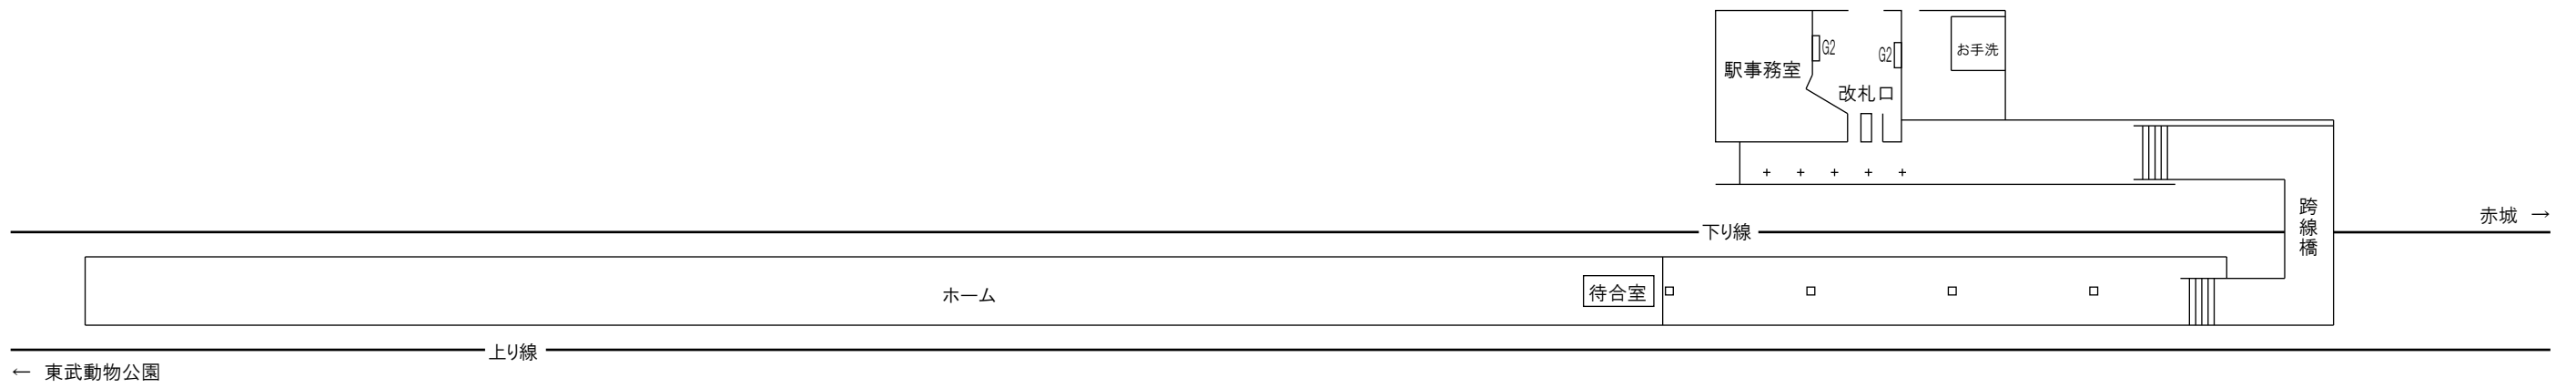 G2
G2
お手洗
駅事務室
改札口
跨線橋
赤城 →
下り線
ホーム
待合室
上り線
← 東武動物公園